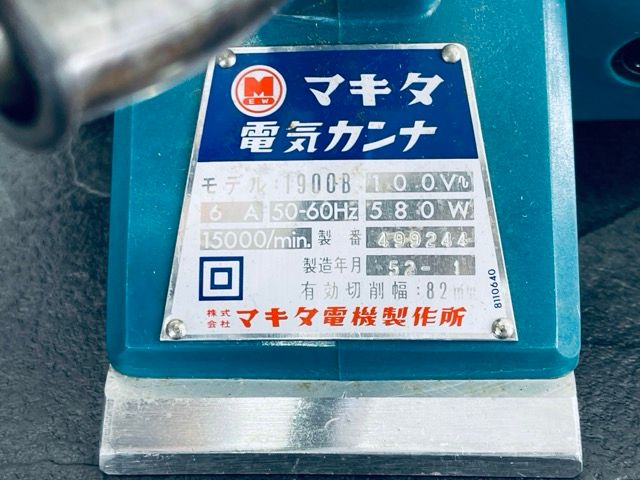 M
EW
マキタ
電気カンナ
モデル:1900B 100V
6 A 50-60Hz 580W
15000/min. 製番 499244
製造年月 52-1
有効切削幅:82mm
株式会社 マキタ電機製作所
8110640